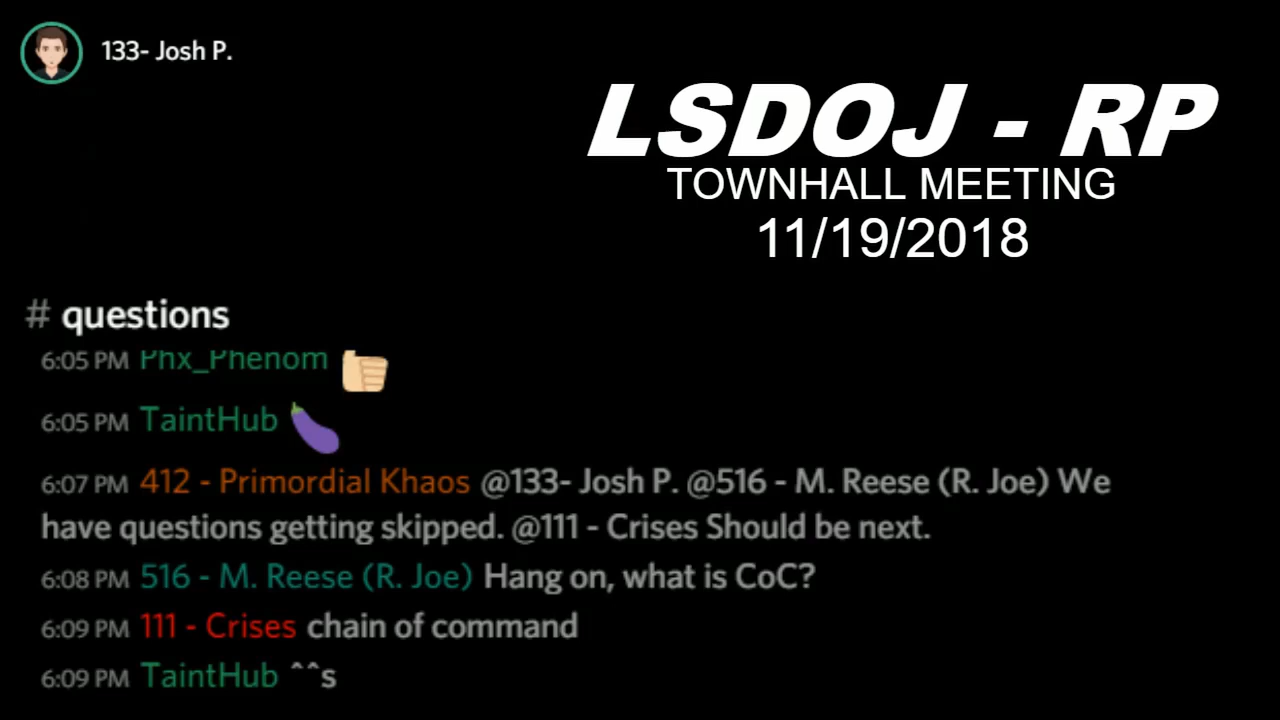 133- Josh P.
LSDOJ - RP
TOWNHALL MEETING
11/19/2018
# questions
6:05 PM Phx_Phenom
6:05 PM TaintHub
6:07 PM 412 - Primordial Khaos @133- Josh P. @516 - M. Reese (R. Joe) We
have questions getting skipped. @111 - Crises Should be next.
6:08 PM 516 - M. Reese (R. Joe) Hang on, what is CoC?
6:09 PM 111 - Crises chain of command
6:09 PM TaintHub ^^s